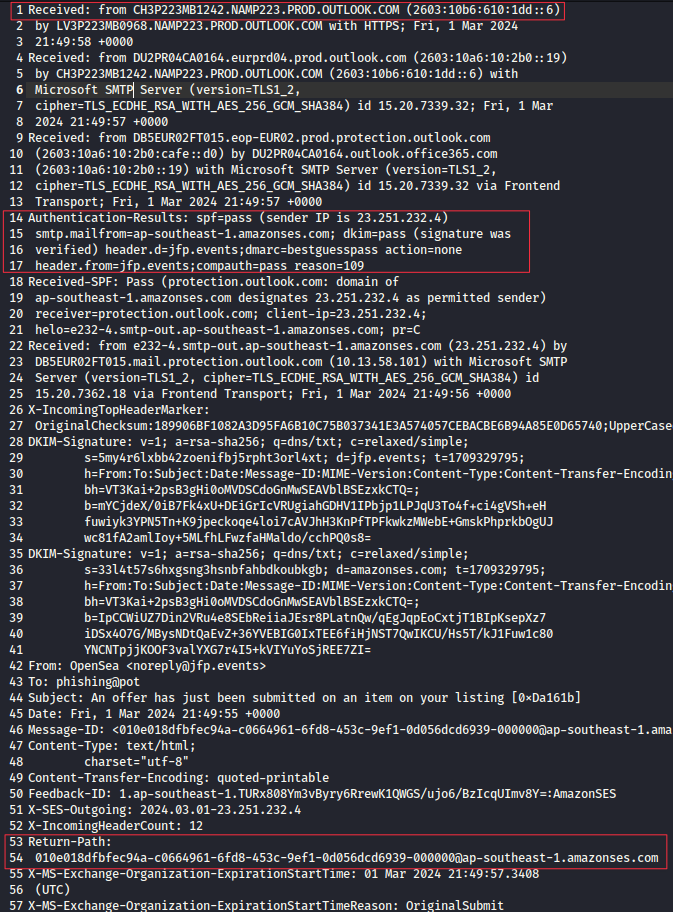 1 Received: from CH3P223MB1242.NAMP223.PROD.OUTLOOK.COM (2603:10b6:610:1dd::6)
2 by LV3P223MB0968.NAMP223.PROD.OUTLOOK.COM with HTTPS; Fri, 1 Mar 2024
3 21:49:58 +0000
4 Received: from DU2PR04CA0164.eurprd04.prod.outlook.com (2603:10a6:10:2b0::19)
5 by CH3P223MB1242.NAMP223.PROD.OUTLOOK.COM (2603:10b6:610:1dd::6) with
6 Microsoft SMTP Server (version=TLS1_2,
7 cipher=TLS_ECDHE_RSA_WITH_AES_256_GCM_SHA384) id 15.20.7339.32; Fri, 1 Mar
8 2024 21:49:57 +0000
9 Received: from DB5EUR02FT015.eop-EUR02.prod.protection.outlook.com
10 (2603:10a6:10:2b0:cafe::d0) by DU2PR04CA0164.outlook.office365.com
11 (2603:10a6:10:2b0::19) with Microsoft SMTP Server (version=TLS1_2,
12 cipher=TLS_ECDHE_RSA_WITH_AES_256_GCM_SHA384) id 15.20.7339.32 via Frontend
13 Transport; Fri, 1 Mar 2024 21:49:57 +0000
14 Authentication-Results: spf=pass (sender IP is 23.251.232.4)
15 smtp.mailfrom=ap-southeast-1.amazonses.com; dkim=pass (signature was
16 verified) header.d=jfp.events;dmarc=bestguesspass action=none
17 header.from=jfp.events;compauth=pass reason=109
18 Received-SPF: Pass (protection.outlook.com: domain of
19 ap-southeast-1.amazonses.com designates 23.251.232.4 as permitted sender)
20 receiver=protection.outlook.com; client-ip=23.251.232.4;
21 helo=e232-4.smtp-out.ap-southeast-1.amazonses.com; pr=C
22 Received: from e232-4.smtp-out.ap-southeast-1.amazonses.com (23.251.232.4) by
23 DB5EUR02FT015.mail.protection.outlook.com (10.13.58.101) with Microsoft SMTP
24 Server (version=TLS1_2, cipher=TLS_ECDHE_RSA_WITH_AES_256_GCM_SHA384) id
25 15.20.7362.18 via Frontend Transport; Fri, 1 Mar 2024 21:49:56 +0000
26 X-IncomingTopHeaderMarker:
27 OriginalChecksum:189906BF1082A3D95FA6B10C75B037341E3A574057CEBACBE6B94A85E0D65740;UpperCase
28 DKIM-Signature: v=1; a=rsa-sha256; q=dns/txt; c=relaxed/simple;
29 s=5my4r6lxbb42zoenifbj5rpht3orl4xt; d=jfp.events; t=1709329795;
30 h=From:To:Subject:Date:Message-ID:MIME-Version:Content-Type:Content-Transfer-Encoding
31 bh=VT3Kai+2psB3gHi0oMVDSCdoGnMwSEAVblBSEzxkCTQ=;
32 b=mYCjdeX/0iB7Fk4xU+DEiGrIcVRUgiahGDHV1IPbjp1LPJqU3To4f+ci4gVSh+eH
33 fuwiyk3YPN5Tn+K9jpeckoqe4loi7cAVJhH3KnPfTPFkwkzMWebE+GmskPhprkbOgUJ
34 wc81fA2amlIoy+5MLfhLFwzfaHMaldo/cchPQ0s8=
35 DKIM-Signature: v=1; a=rsa-sha256; q=dns/txt; c=relaxed/simple;
36 s=33l4t57s6hxgsng3hsnbfahbdkoubkgb; d=amazonses.com; t=1709329795;
37 h=From:To:Subject:Date:Message-ID:MIME-Version:Content-Type:Content-Transfer-Encoding
38 bh=VT3Kai+2psB3gHi0oMVDSCdoGnMwSEAVblBSEzxkCTQ=;
39 b=IpCCWiUZ7Din2VRu4e8SEbReiiaJEsr8PLatnQw/qEgJqpEoCxtjT1BIpKsepXz7
40 iDSx4O7G/MBysNDtQaEvZ+36YVEBIG0IxTEE6fiHjNST7QwIKCU/Hs5T/kJ1Fuw1c80
41 YNCNTpjjKOOF3valYXG7r4I5+kVIYuYoSjREE7ZI=
42 From: OpenSea <noreply@jfp.events>
43 To: phishing@pot
44 Subject: An offer has just been submitted on an item on your listing [0×Da161b]
45 Date: Fri, 1 Mar 2024 21:49:55 +0000
46 Message-ID: <010e018dfbfec94a-c0664961-6fd8-453c-9ef1-0d056dcd6939-000000@ap-southeast-1.ama
47 Content-Type: text/html;
48 charset="utf-8"
49 Content-Transfer-Encoding: quoted-printable
50 Feedback-ID: 1.ap-southeast-1.TURx808Ym3vByry6RrewK1QWGS/ujo6/BzIcqUImv8Y=:AmazonSES
51 X-SES-Outgoing: 2024.03.01-23.251.232.4
52 X-IncomingHeaderCount: 12
53 Return-Path:
54 010e018dfbfec94a-c0664961-6fd8-453c-9ef1-0d056dcd6939-000000@ap-southeast-1.amazonses.com
55 X-MS-Exchange-Organization-ExpirationStartTime: 01 Mar 2024 21:49:57.3408
56 (UTC)
57 X-MS-Exchange-Organization-ExpirationStartTimeReason: OriginalSubmit